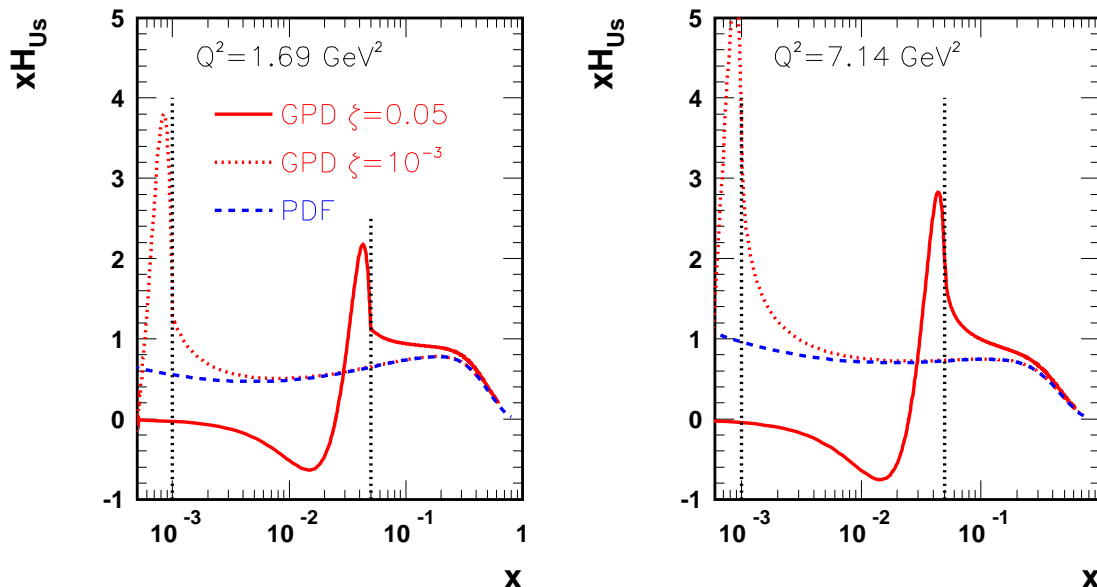 xH_Us
Q²=1.69 GeV²
GPD ζ=0.05
GPD ζ=10⁻³
PDF
5
4
3
2
1
0
-1
10⁻³
10⁻²
10⁻¹
1
x
xH_Us
Q²=7.14 GeV²
5
4
3
2
1
0
-1
10⁻³
10⁻²
10⁻¹
x